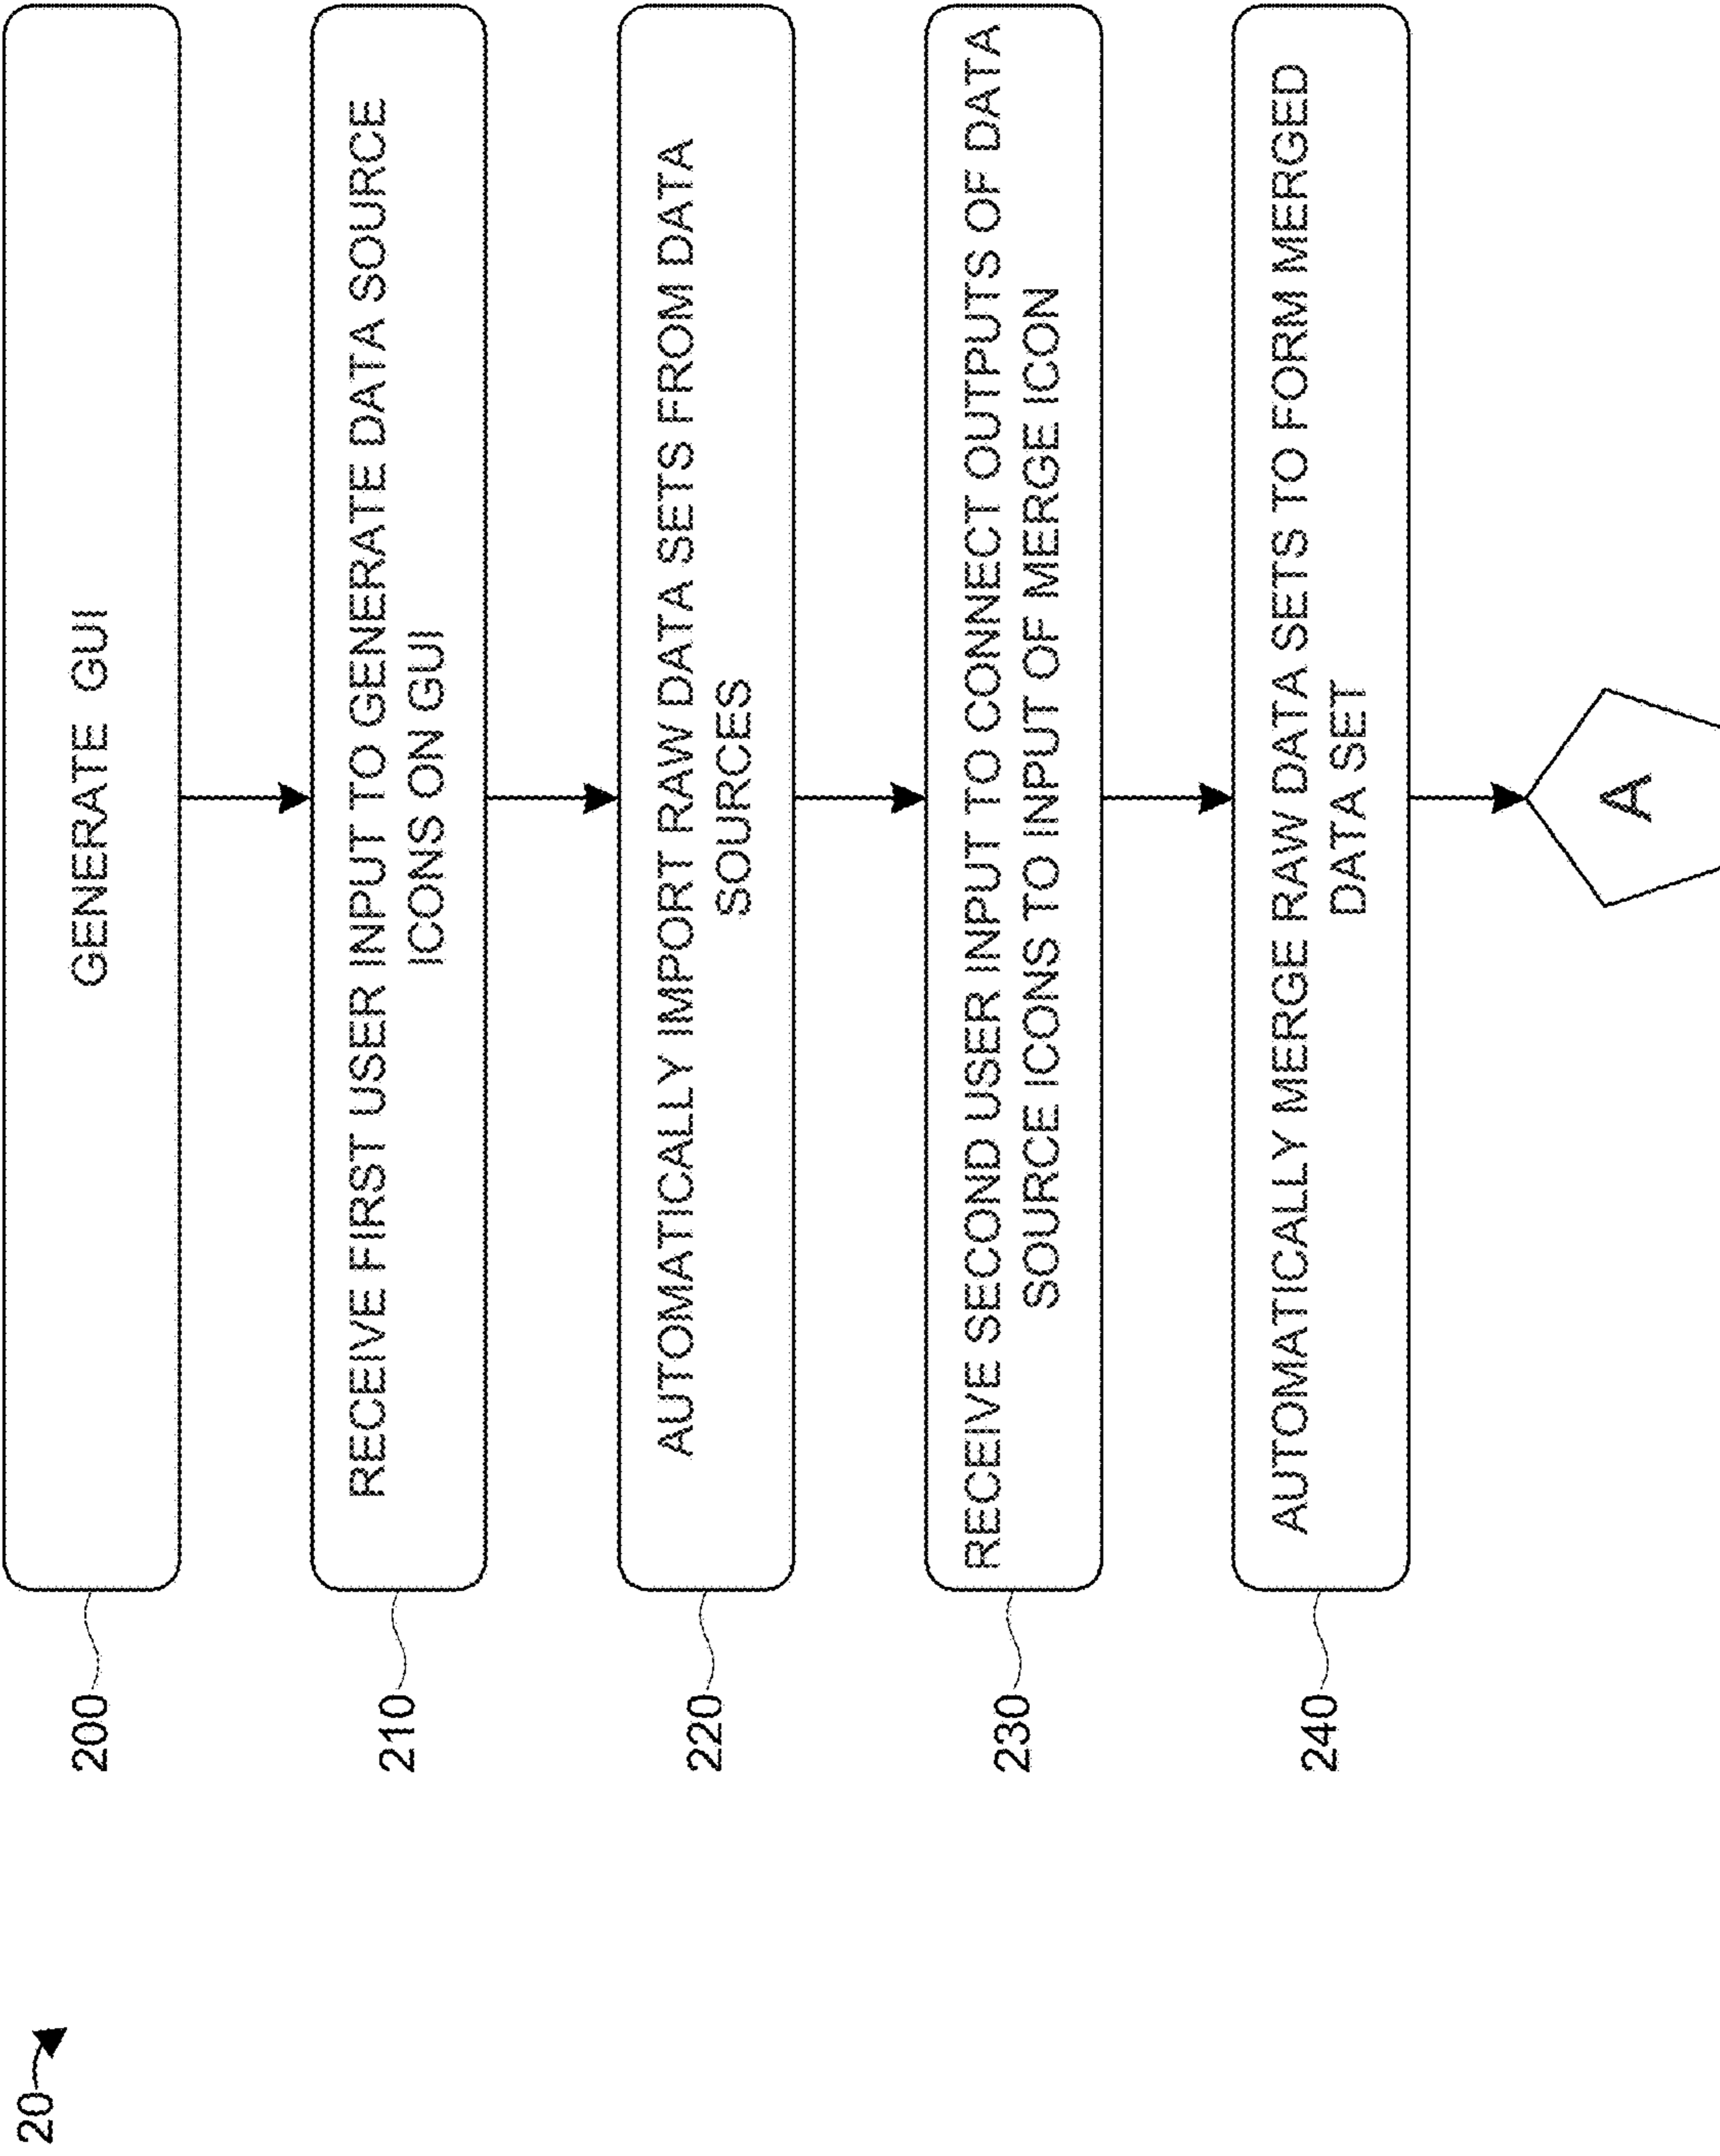 20
200
GENERATE GUI
210
RECEIVE FIRST USER INPUT TO GENERATE DATA SOURCE
ICONS ON GUI
220
AUTOMATICALLY IMPORT RAW DATA SETS FROM DATA
SOURCES
230
RECEIVE SECOND USER INPUT TO CONNECT OUTPUTS OF DATA
SOURCE ICONS TO INPUT OF MERGE ICON
240
AUTOMATICALLY MERGE RAW DATA SETS TO FORM MERGED
DATA SET
A